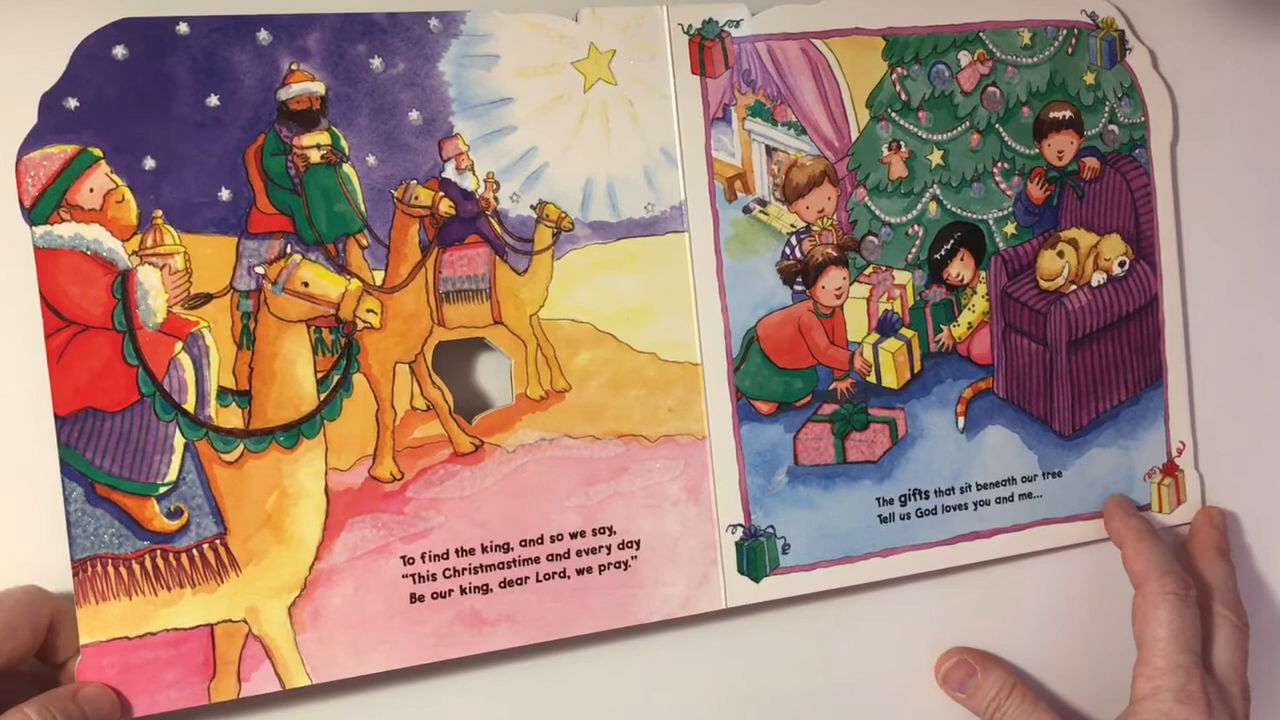 To find the king, and so we say,
“This Christmastime and every day
Be our king, dear Lord, we pray.”
The gifts that sit beneath our tree
Tell us God loves you and me...